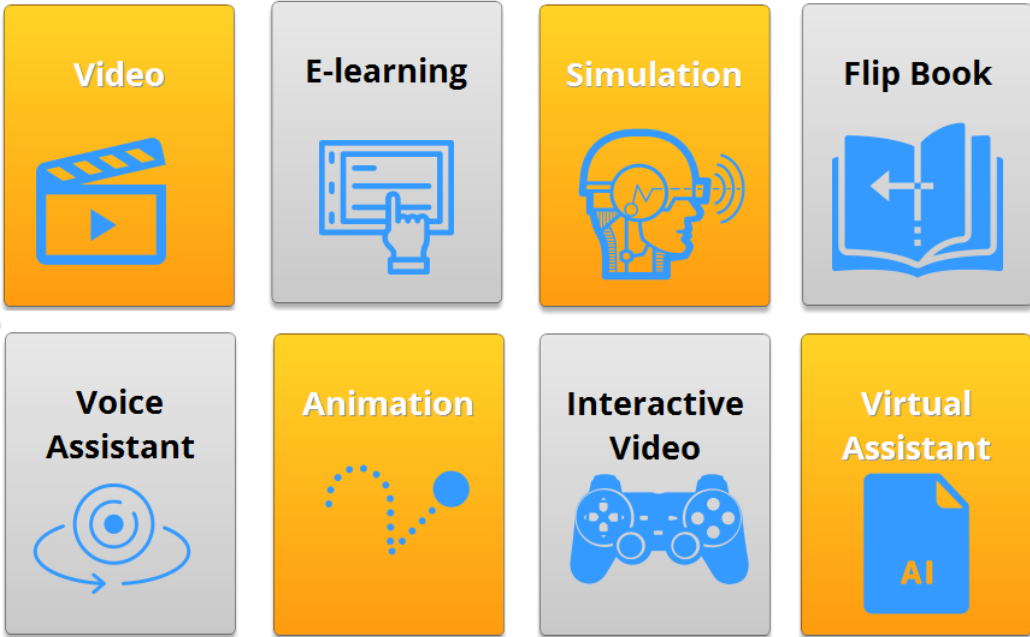 Video
E-learning
Simulation
Flip Book
Voice
Assistant
Animation
Interactive
Video
Virtual
Assistant
AI